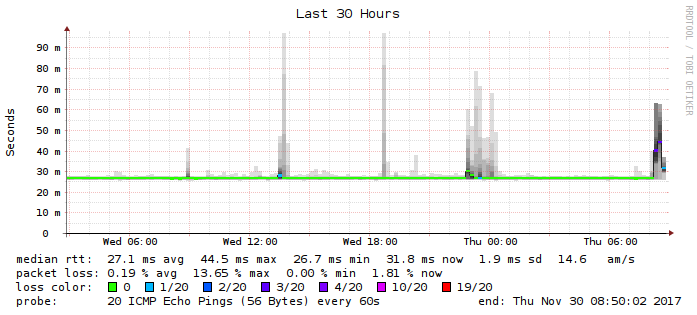 Last 30 Hours
RRDTOOL / TOBI OETIKER
Seconds
90 m
80 m
70 m
60 m
50 m
40 m
30 m
20 m
10 m
0
Wed 06:00 Wed 12:00 Wed 18:00 Thu 00:00 Thu 06:00
median rtt: 27.1 ms avg 44.5 ms max 26.7 ms min 31.8 ms now 1.9 ms sd 14.6 am/s
packet loss: 0.19 % avg 13.65 % max 0.00 % min 1.81 % now
loss color: 0 1/20 2/20 3/20 4/20 10/20 19/20
probe: 20 ICMP Echo Pings (56 Bytes) every 60s end: Thu Nov 30 08:50:02 2017